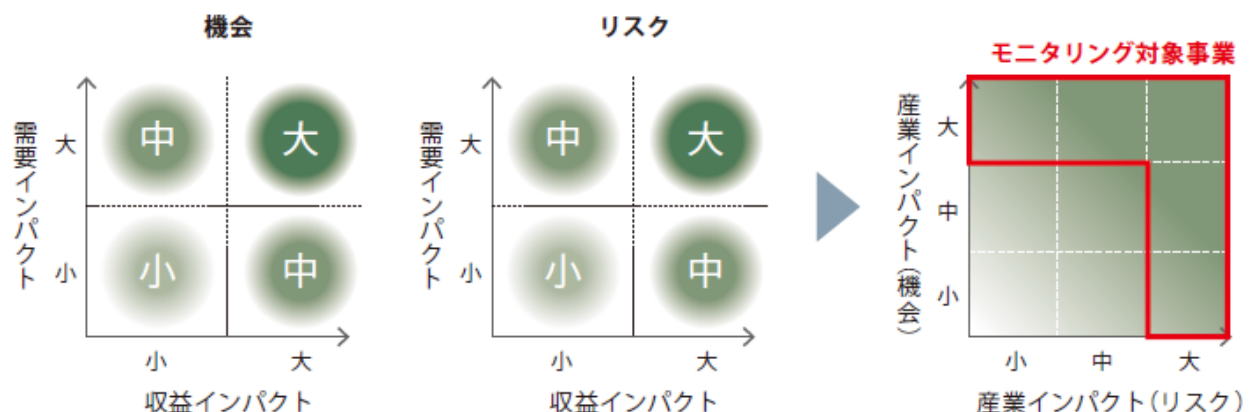 機会
需要インパクト
大
小
中
大
小
中
小
大
収益インパクト
リスク
需要インパクト
大
小
中
大
小
中
小
大
収益インパクト
モニタリング対象事業
産業インパクト(機会)
大
中
小
小
中
大
産業インパクト(リスク)